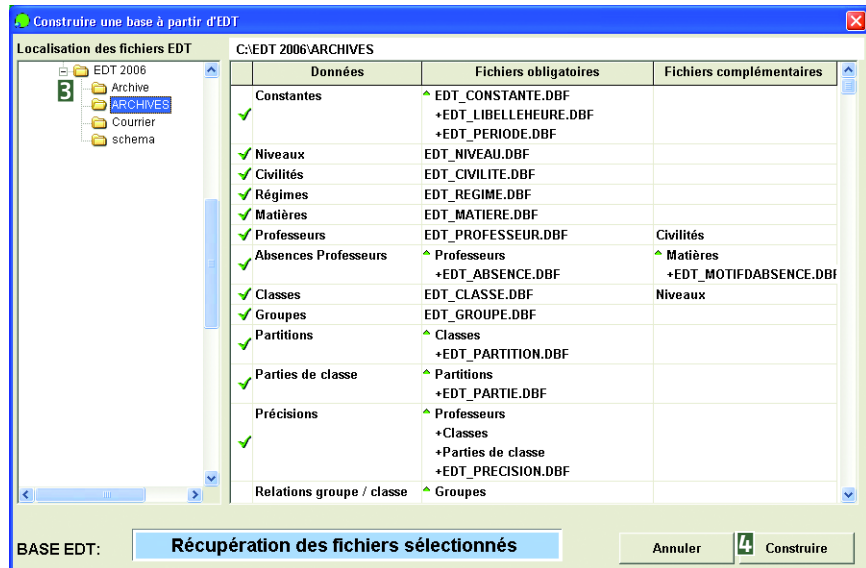 Construire une base à partir d'EDT
Localisation des fichiers EDT
C:\EDT 2006\ARCHIVES
EDT 2006
3
Archive
ARCHIVES
Courrier
schema
Données Fichiers obligatoires Fichiers complémentaires
Constantes EDT_CONSTANTE.DBF
+EDT_LIBELLEHEURE.DBF
+EDT_PERIODE.DBF
Niveaux EDT_NIVEAU.DBF
Civilités EDT_CIVILITE.DBF
Régimes EDT_REGIME.DBF
Matières EDT_MATIERE.DBF
Professeurs EDT_PROFESSEUR.DBF Civilités
Absences Professeurs Professeurs Matières
+EDT_ABSENCE.DBF +EDT_MOTIFDABSENCE.DBF
Classes EDT_CLASSE.DBF Niveaux
Groupes EDT_GROUPE.DBF
Partitions Classes
+EDT_PARTITION.DBF
Parties de classe Partitions
+EDT_PARTIE.DBF
Précisions Professeurs
+Classes
+Parties de classe
+EDT_PRECISION.DBF
Relations groupe / classe Groupes
BASE EDT: Récupération des fichiers sélectionnés Annuler 4 Construire